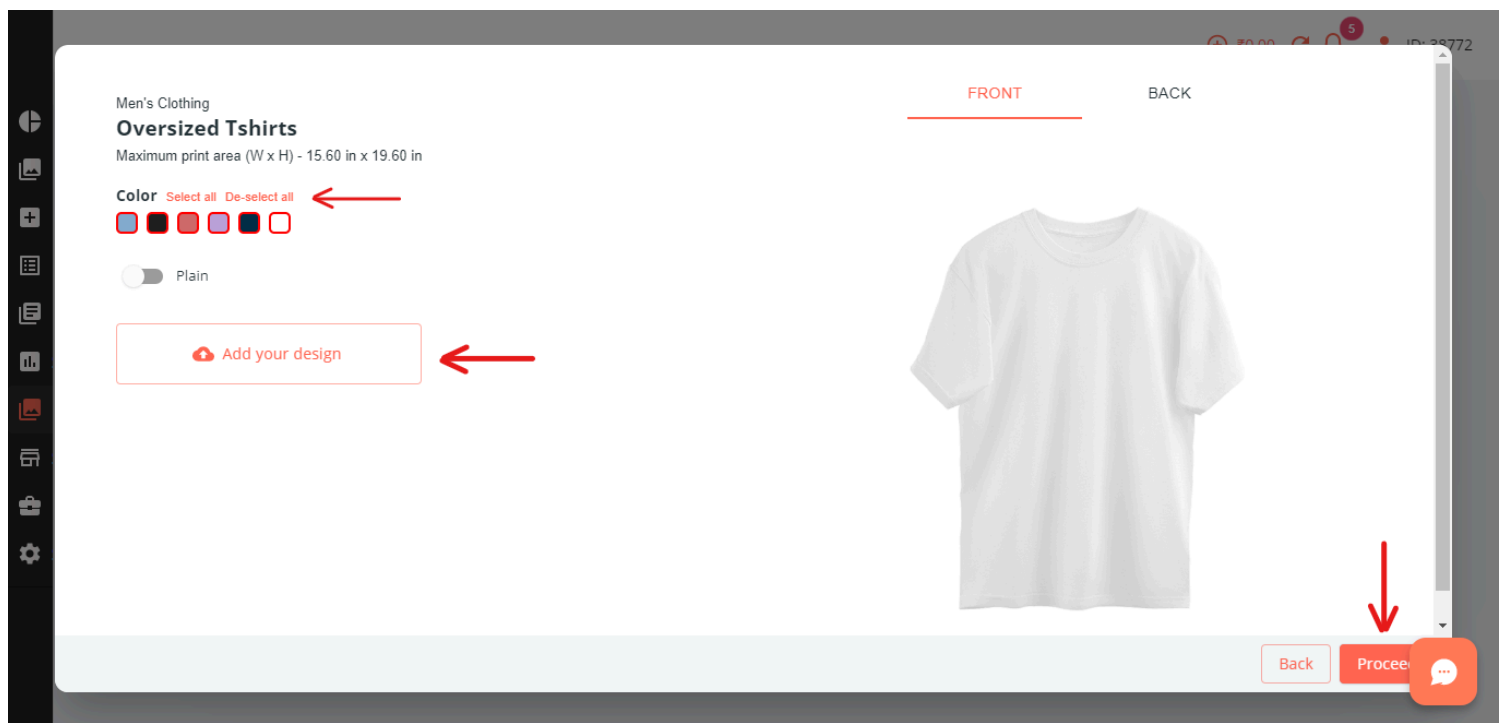 ₹0.00
5
ID: 38772
FRONT
BACK
Men's Clothing
Oversized Tshirts
Maximum print area (W x H) - 15.60 in x 19.60 in
Color Select all De-select all
Plain
Add your design
Back
Procee